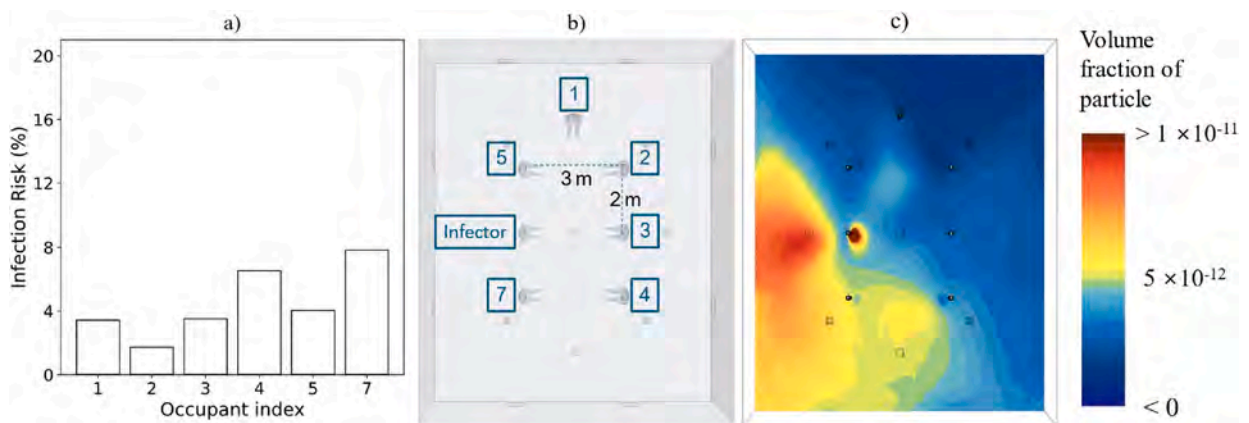 a)
20
16
12
8
4
0
Infection Risk (%)
1 2 3 4 5 7
Occupant index
b)
1
5
2
3 m
2 m
Infector
3
7
4
c)
Volume
fraction of
particle
> 1 ×10⁻¹¹
5 ×10⁻¹²
< 0